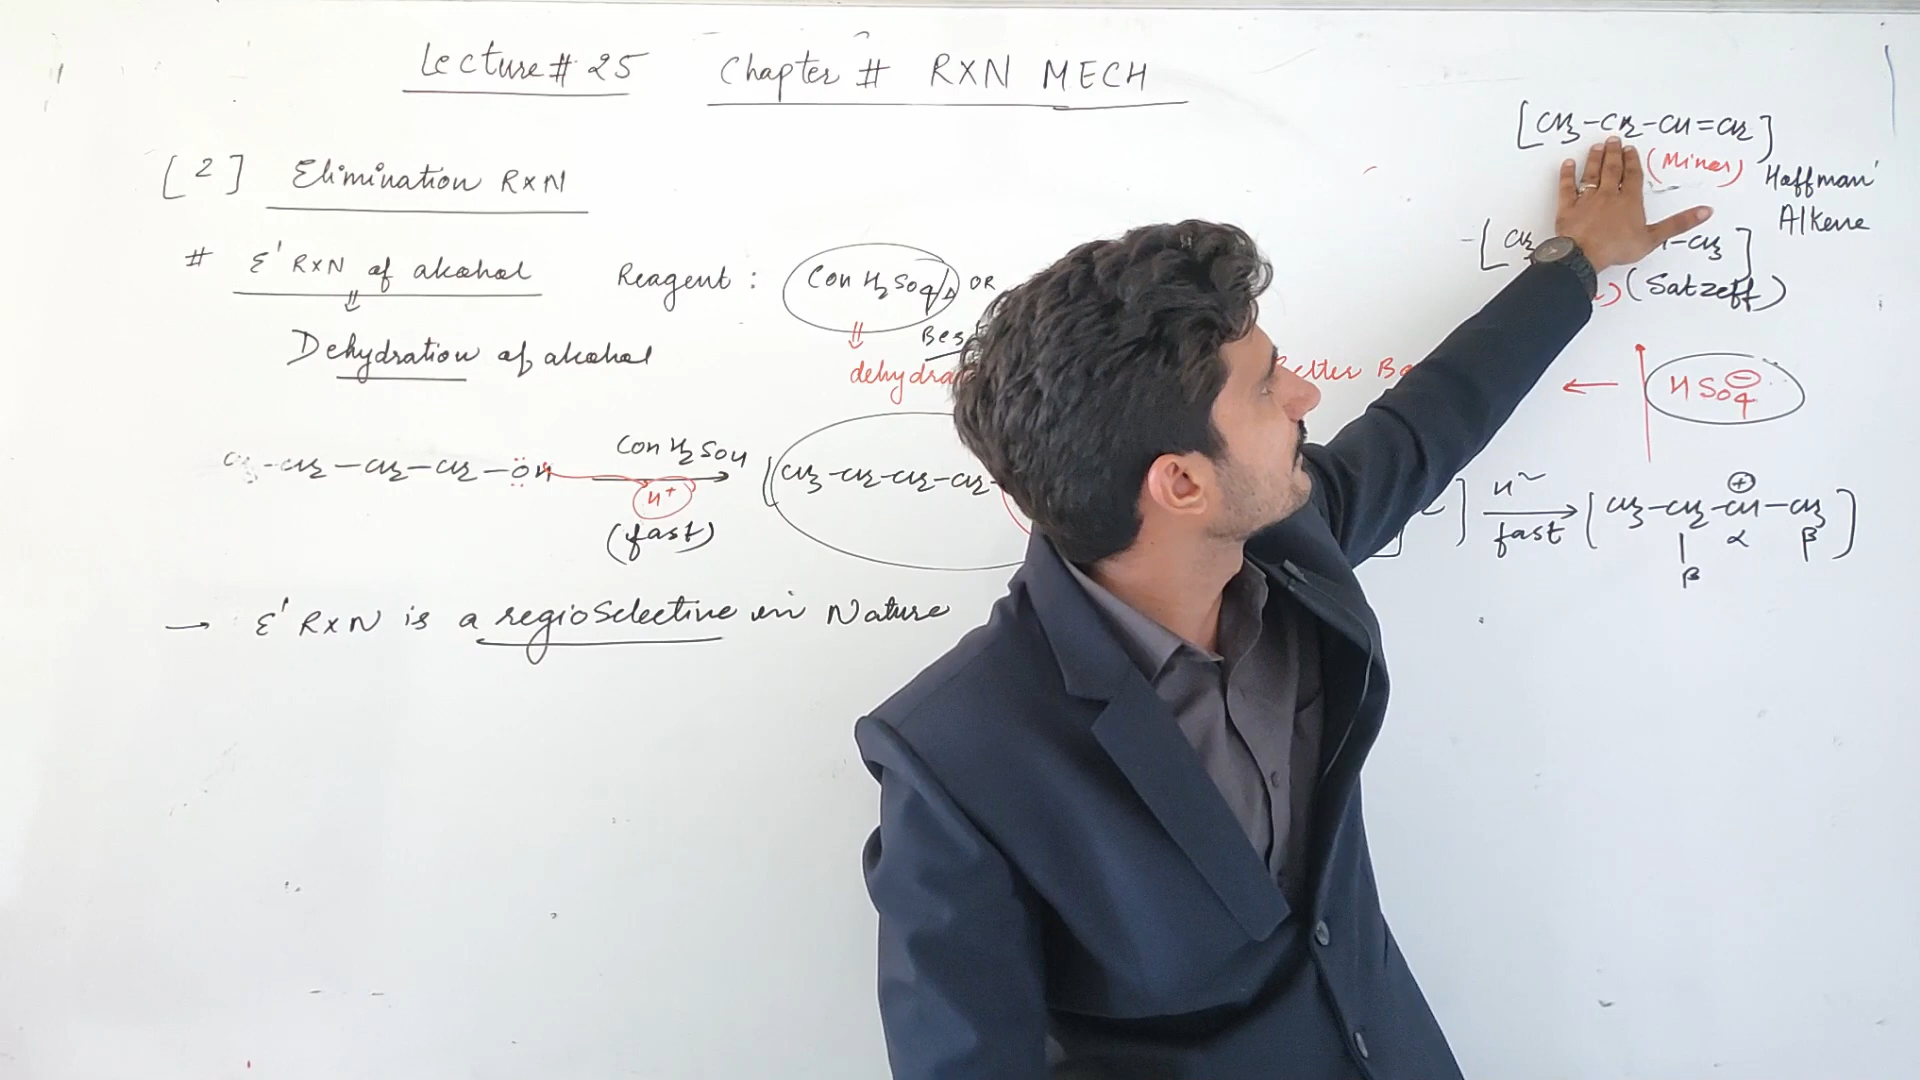 Lecture # 25 Chapter # RXN MECH
[CH3-CH2-CH=CH2]
(Minor)
Hoffman'
Alkene
[2] Elimination RXN
-[CH3 -CH3]
(Satzeff)
# E' RXN of alcohol Reagent : Con H2SO4/Δ OR
⇓
Dehydration of alcohol
⇓
dehydra
Better Ba
← HSO4⊖
CH2-CH2-CH2-ÖH Con H2SO4 [CH3-CH2-CH2-CH2-
H+
(fast)
] H~ fast [CH3-CH2-CH-CH3]
⊕
β α β
→ E' RXN is a regioselective in Nature